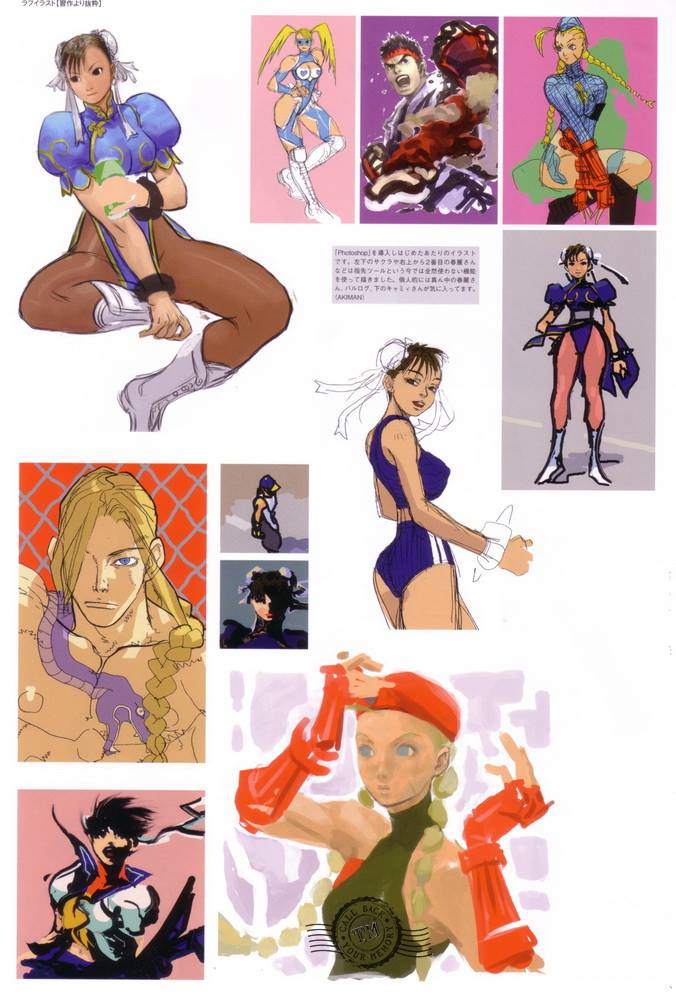 ラフイラスト【習作より抜粋】
「Photoshop」を導入しはじめたあたりのイラスト
です。左下のサクラや右上から2番目の春麗さん
などは指先ツールという今では全然使わない機能
を使って描きました。個人的には真ん中の春麗さ
ん、バルログ、下のキャミィさんが気に入ってます。
(AKIMAN)
CALL BACK
TM
YOUR MEMORY